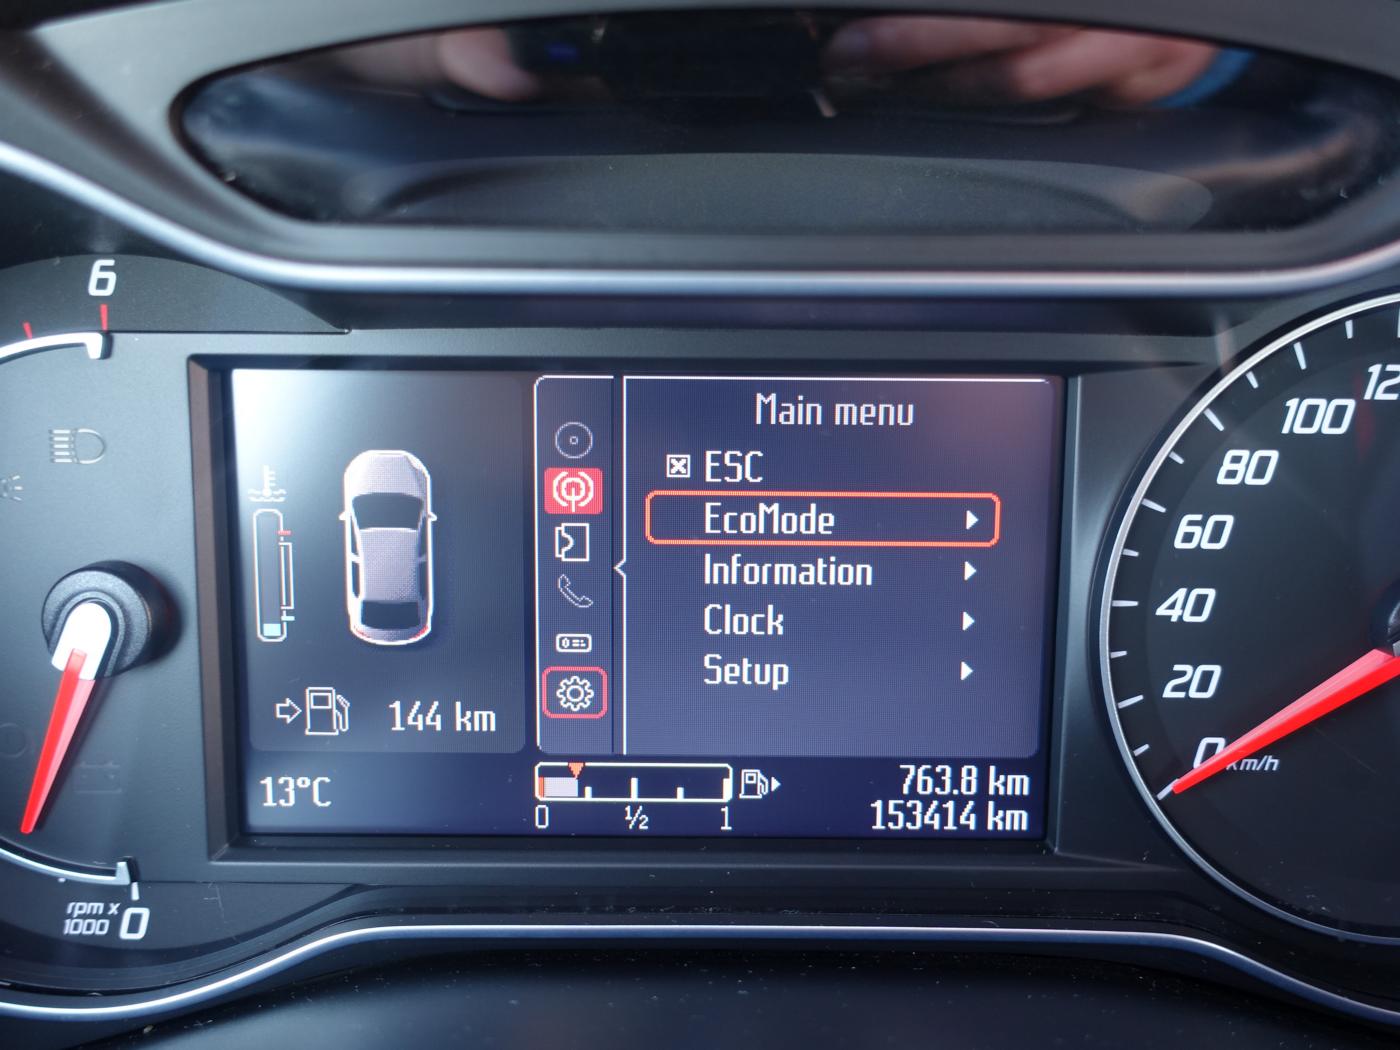 6
Main menu
ESC
EcoMode
Information
Clock
Setup
144 km
13°C
0 ½ 1
763.8 km
153414 km
rpm x
1000 0
12
100
80
60
40
20
0 km/h